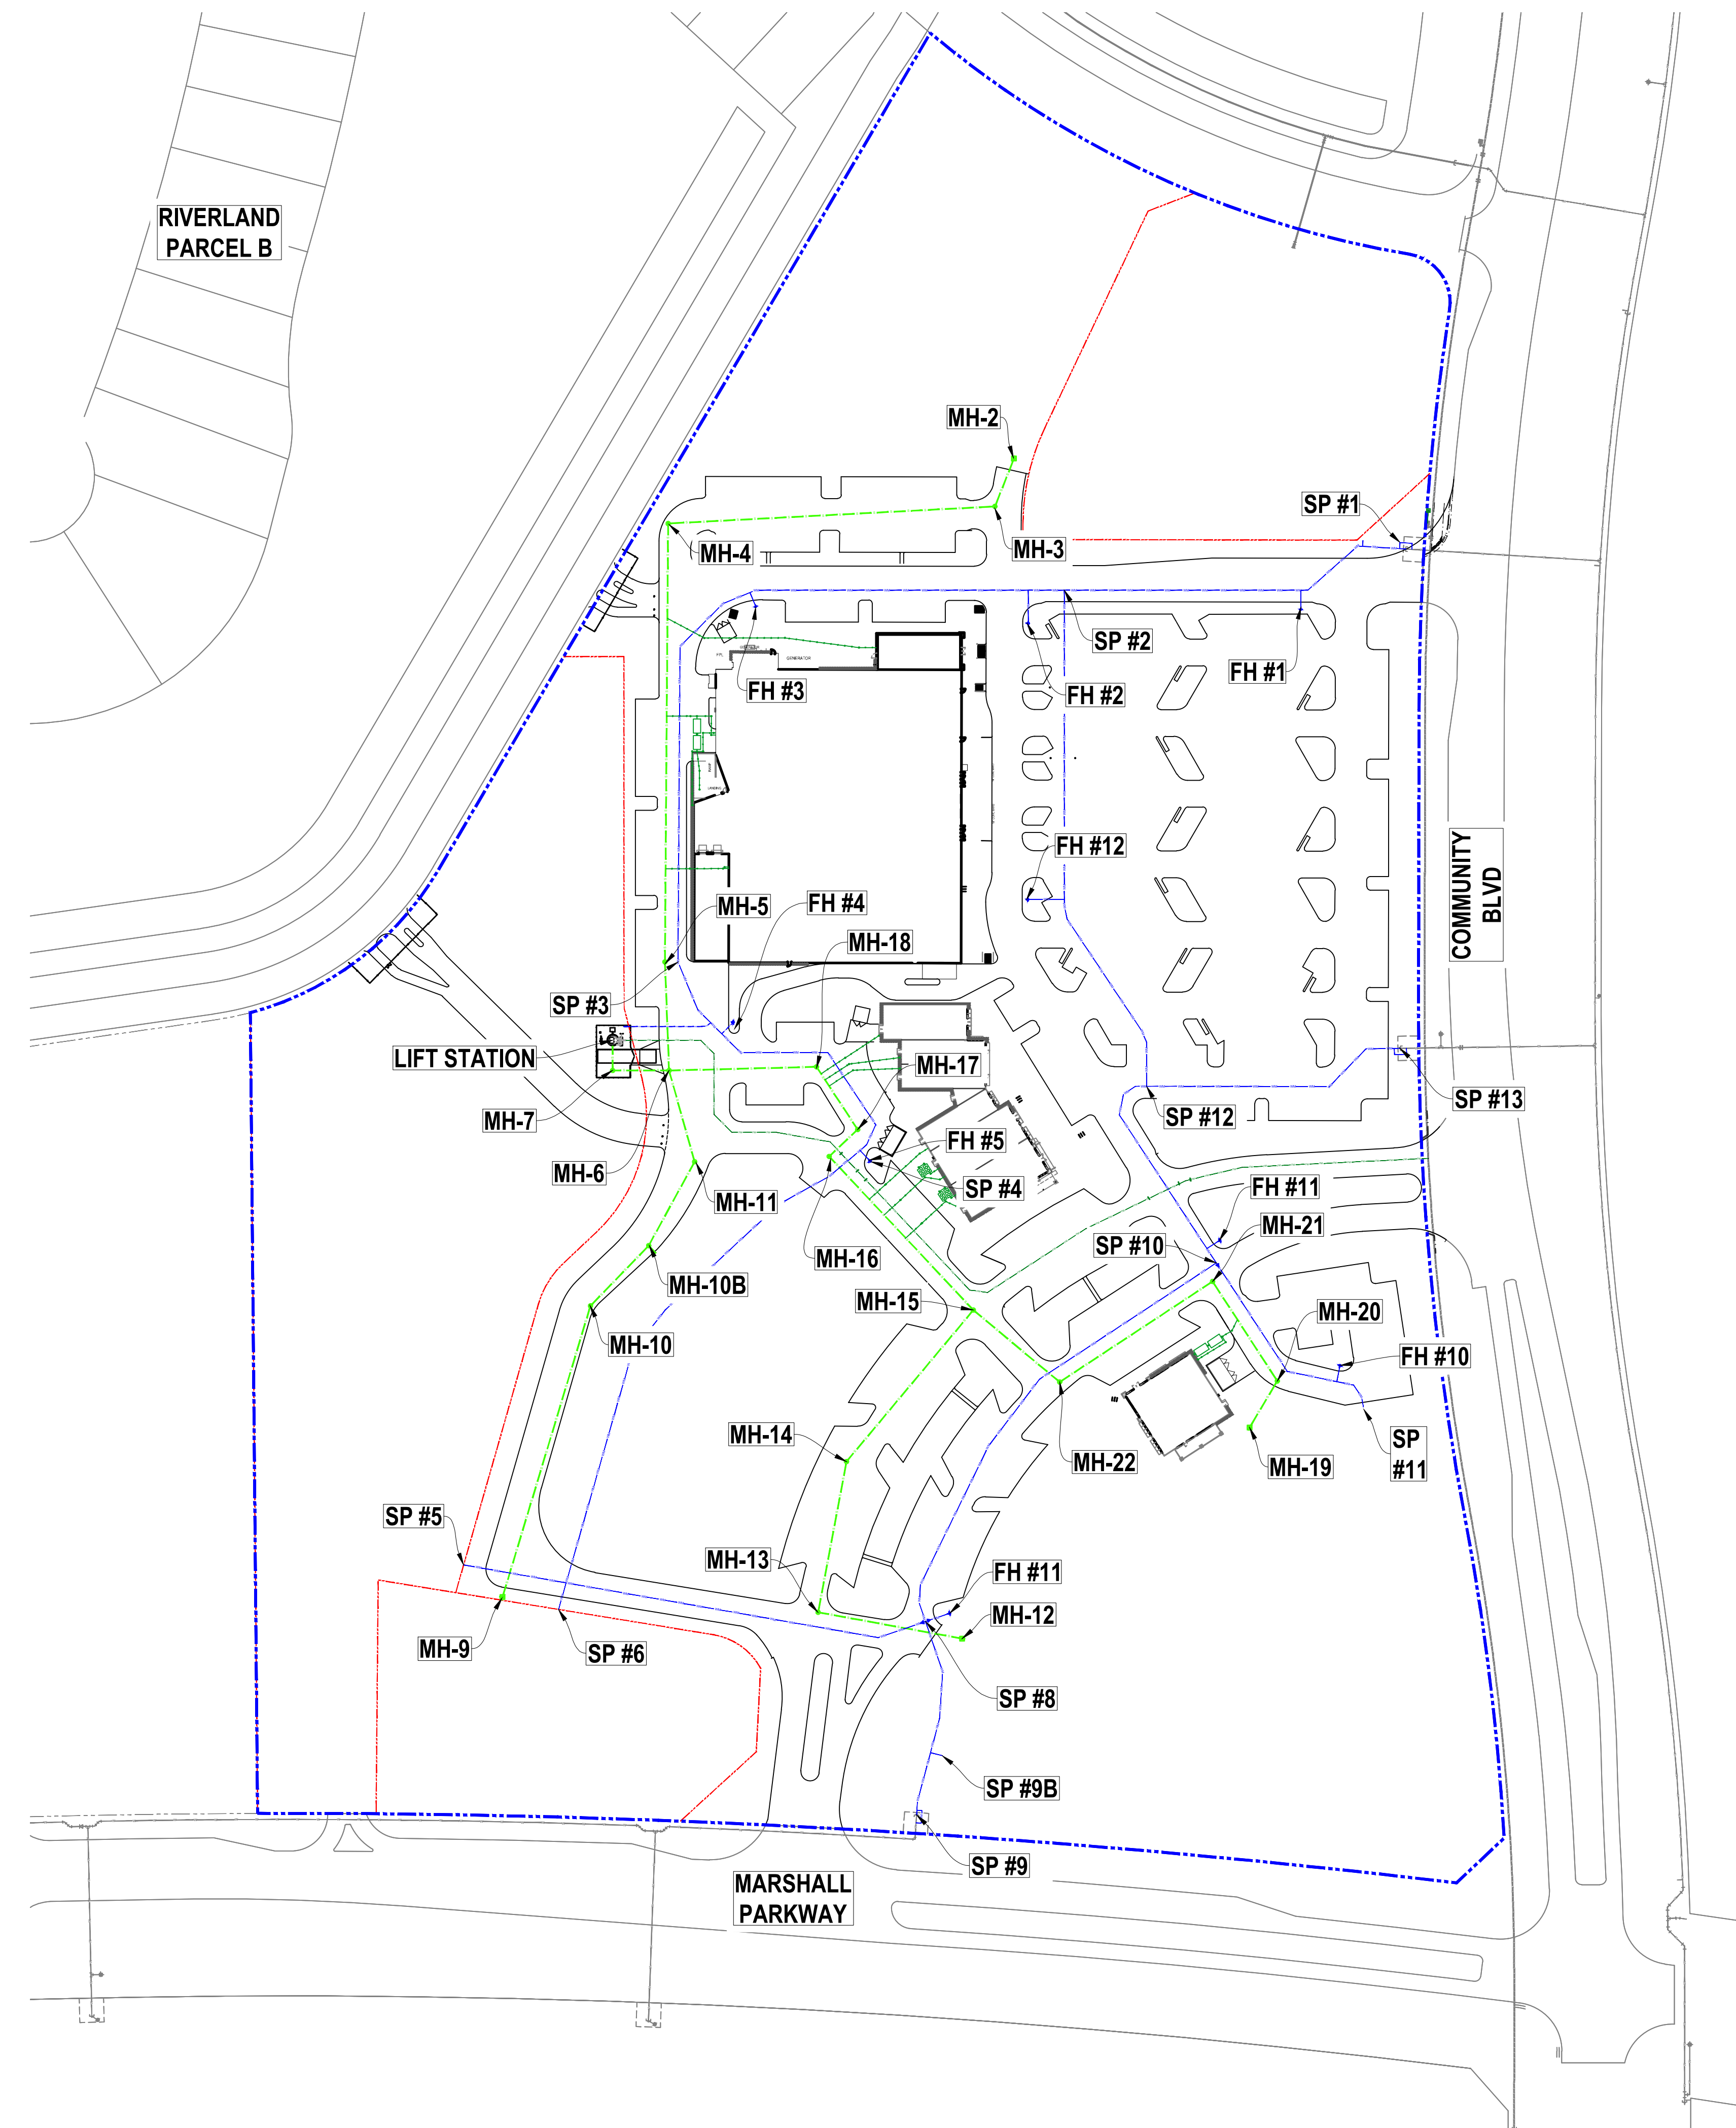 RIVERLAND
PARCEL B
MH-2
SP #1
MH-3
MH-4
SP #2
FH #1
FH #3
FH #2
GENERATOR
FH #12
COMMUNITY
BLVD
MH-5
FH #4
MH-18
SP #3
LIFT STATION
MH-17
SP #13
MH-7
SP #12
FH #5
MH-6
SP #4
FH #11
MH-11
MH-21
SP #10
MH-16
MH-10B
MH-15
MH-20
MH-10
FH #10
MH-14
SP
#11
MH-22
MH-19
SP #5
MH-13
FH #11
MH-12
MH-9
SP #6
SP #8
SP #9B
SP #9
MARSHALL
PARKWAY